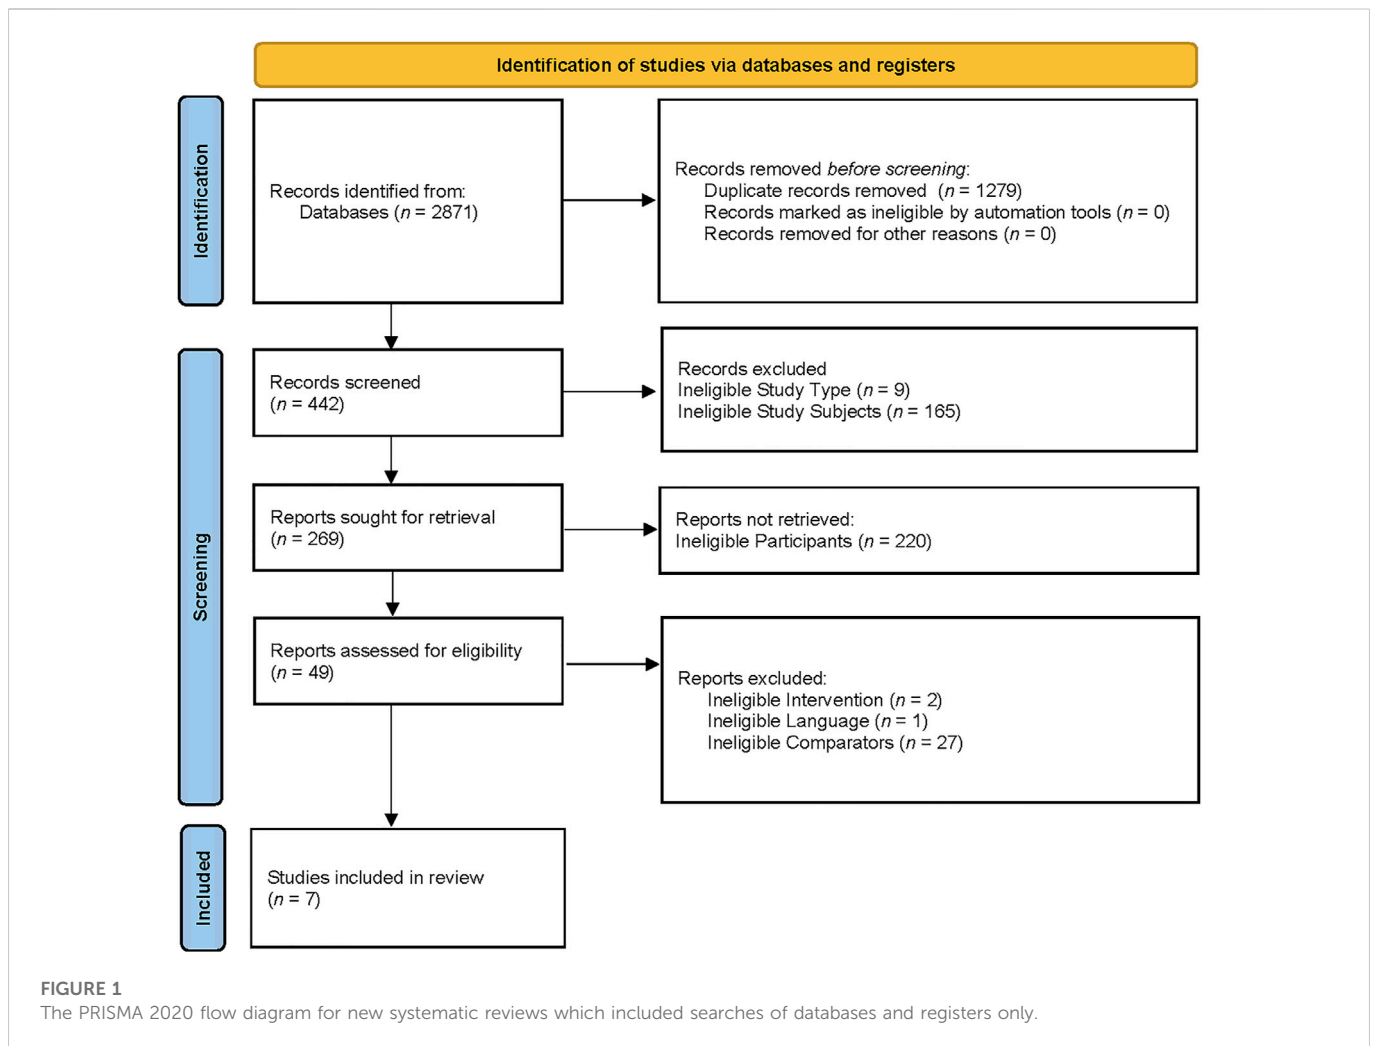 Identification of studies via databases and registers
Identification
Records identified from:
Databases (n = 2871)
Records removed before screening:
Duplicate records removed (n = 1279)
Records marked as ineligible by automation tools (n = 0)
Records removed for other reasons (n = 0)
Screening
Records screened
(n = 442)
Records excluded
Ineligible Study Type (n = 9)
Ineligible Study Subjects (n = 165)
Reports sought for retrieval
(n = 269)
Reports not retrieved:
Ineligible Participants (n = 220)
Reports assessed for eligibility
(n = 49)
Reports excluded:
Ineligible Intervention (n = 2)
Ineligible Language (n = 1)
Ineligible Comparators (n = 27)
Included
Studies included in review
(n = 7)
FIGURE 1
The PRISMA 2020 flow diagram for new systematic reviews which included searches of databases and registers only.